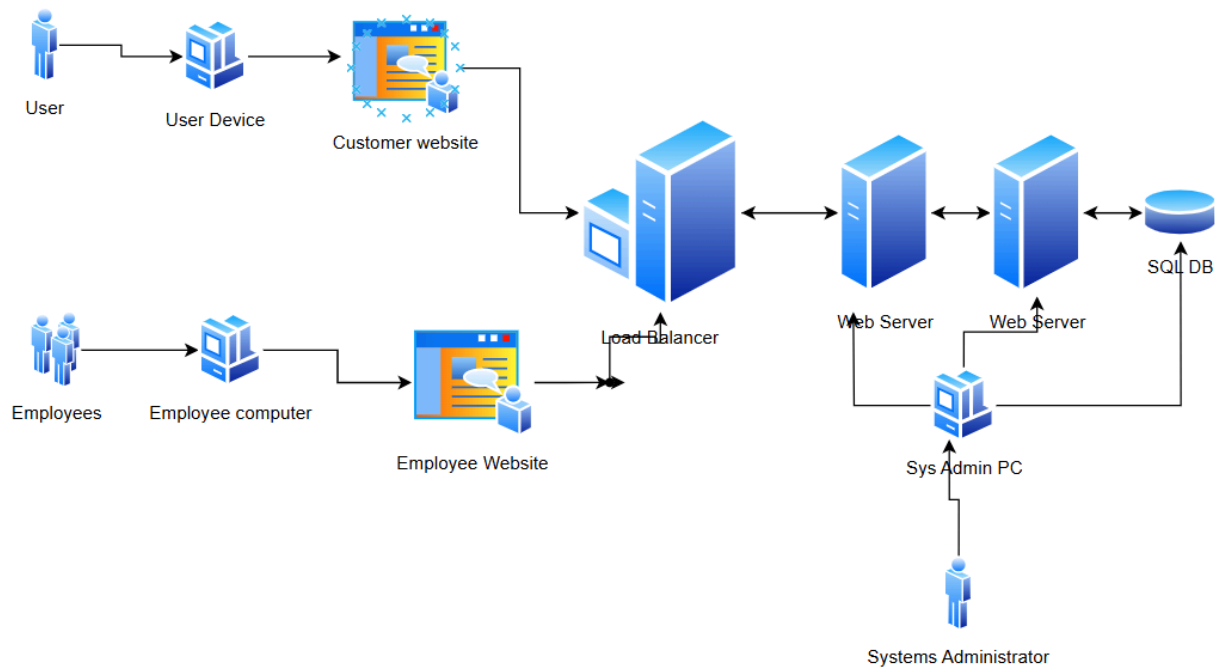 User
User Device
Customer website
Load Balancer
Web Server
Web Server
SQL DB
Employees
Employee computer
Employee Website
Sys Admin PC
Systems Administrator